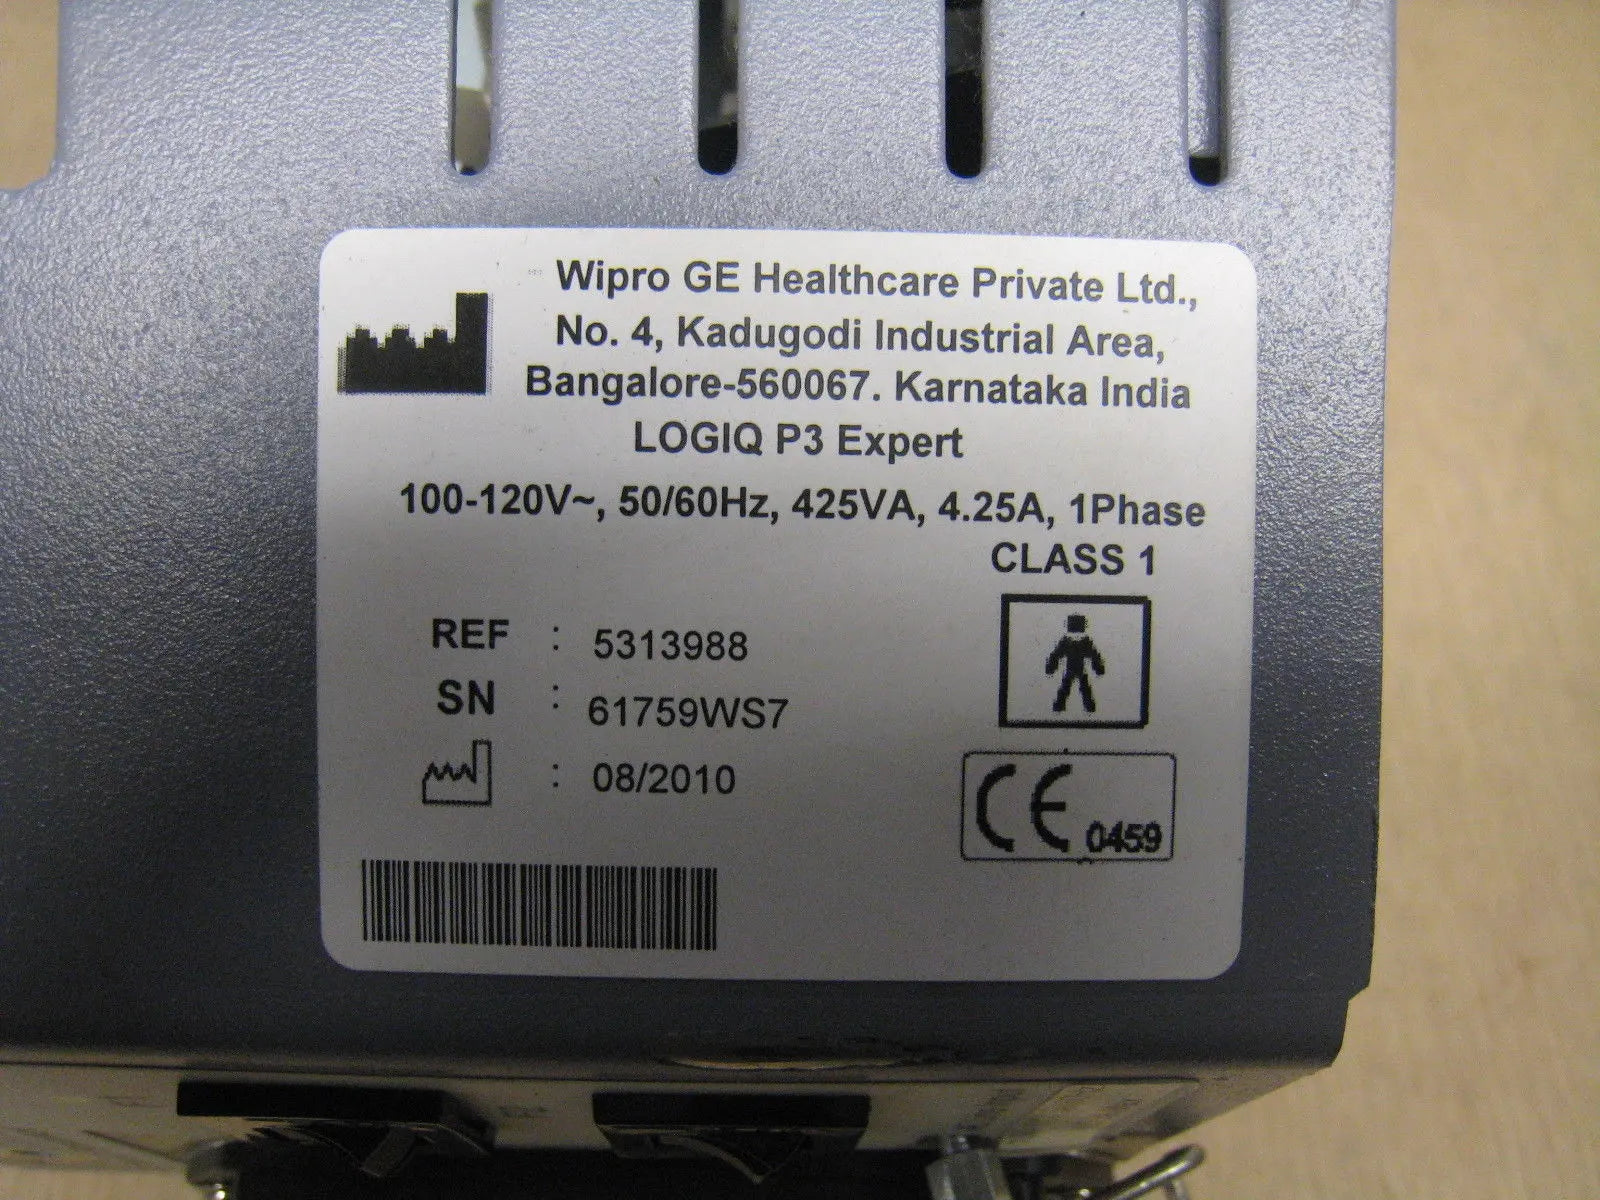 Wipro GE Healthcare Private Ltd.,
No. 4, Kadugodi Industrial Area,
Bangalore-560067. Karnataka India
LOGIQ P3 Expert
100-120V~, 50/60Hz, 425VA, 4.25A, 1Phase
CLASS 1
REF : 5313988
SN : 61759WS7
: 08/2010
CE 0459